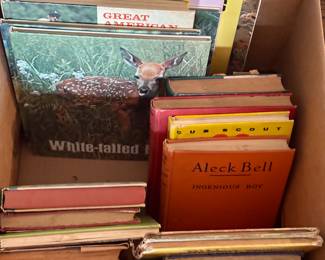 GREAT
AMERICAN
White-tailed
CUB SCOUT
Aleck Bell
INGENIOUS BOY